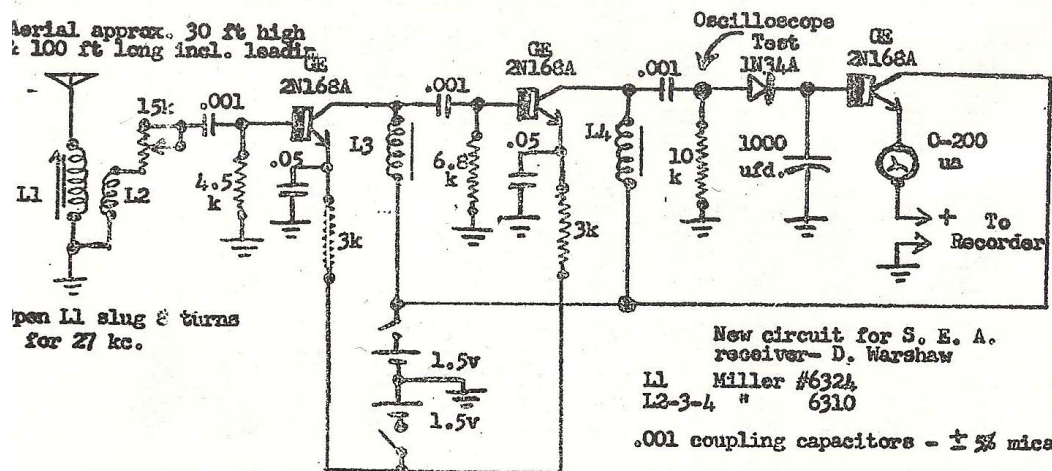 Aerial approx. 30 ft high
& 100 ft long incl. leadin
GE
2N168A
GE
2N168A
Oscilloscope
Test
1N34A
GE
2N168A
15k
.001
.001
.001
L1
L2
4.5
k
.05
3k
L3
6.8
k
.05
3k
L4
10
k
1000
ufd.
0-200
ua
+
To
Recorder
Open L1 slug 8 turns
for 27 kc.
1.5v
1.5v
New circuit for S. E. A.
receiver- D. Warshaw
L1 Miller #6324
L2-3-4 " 6310
.001 coupling capacitors - ± 5% mica